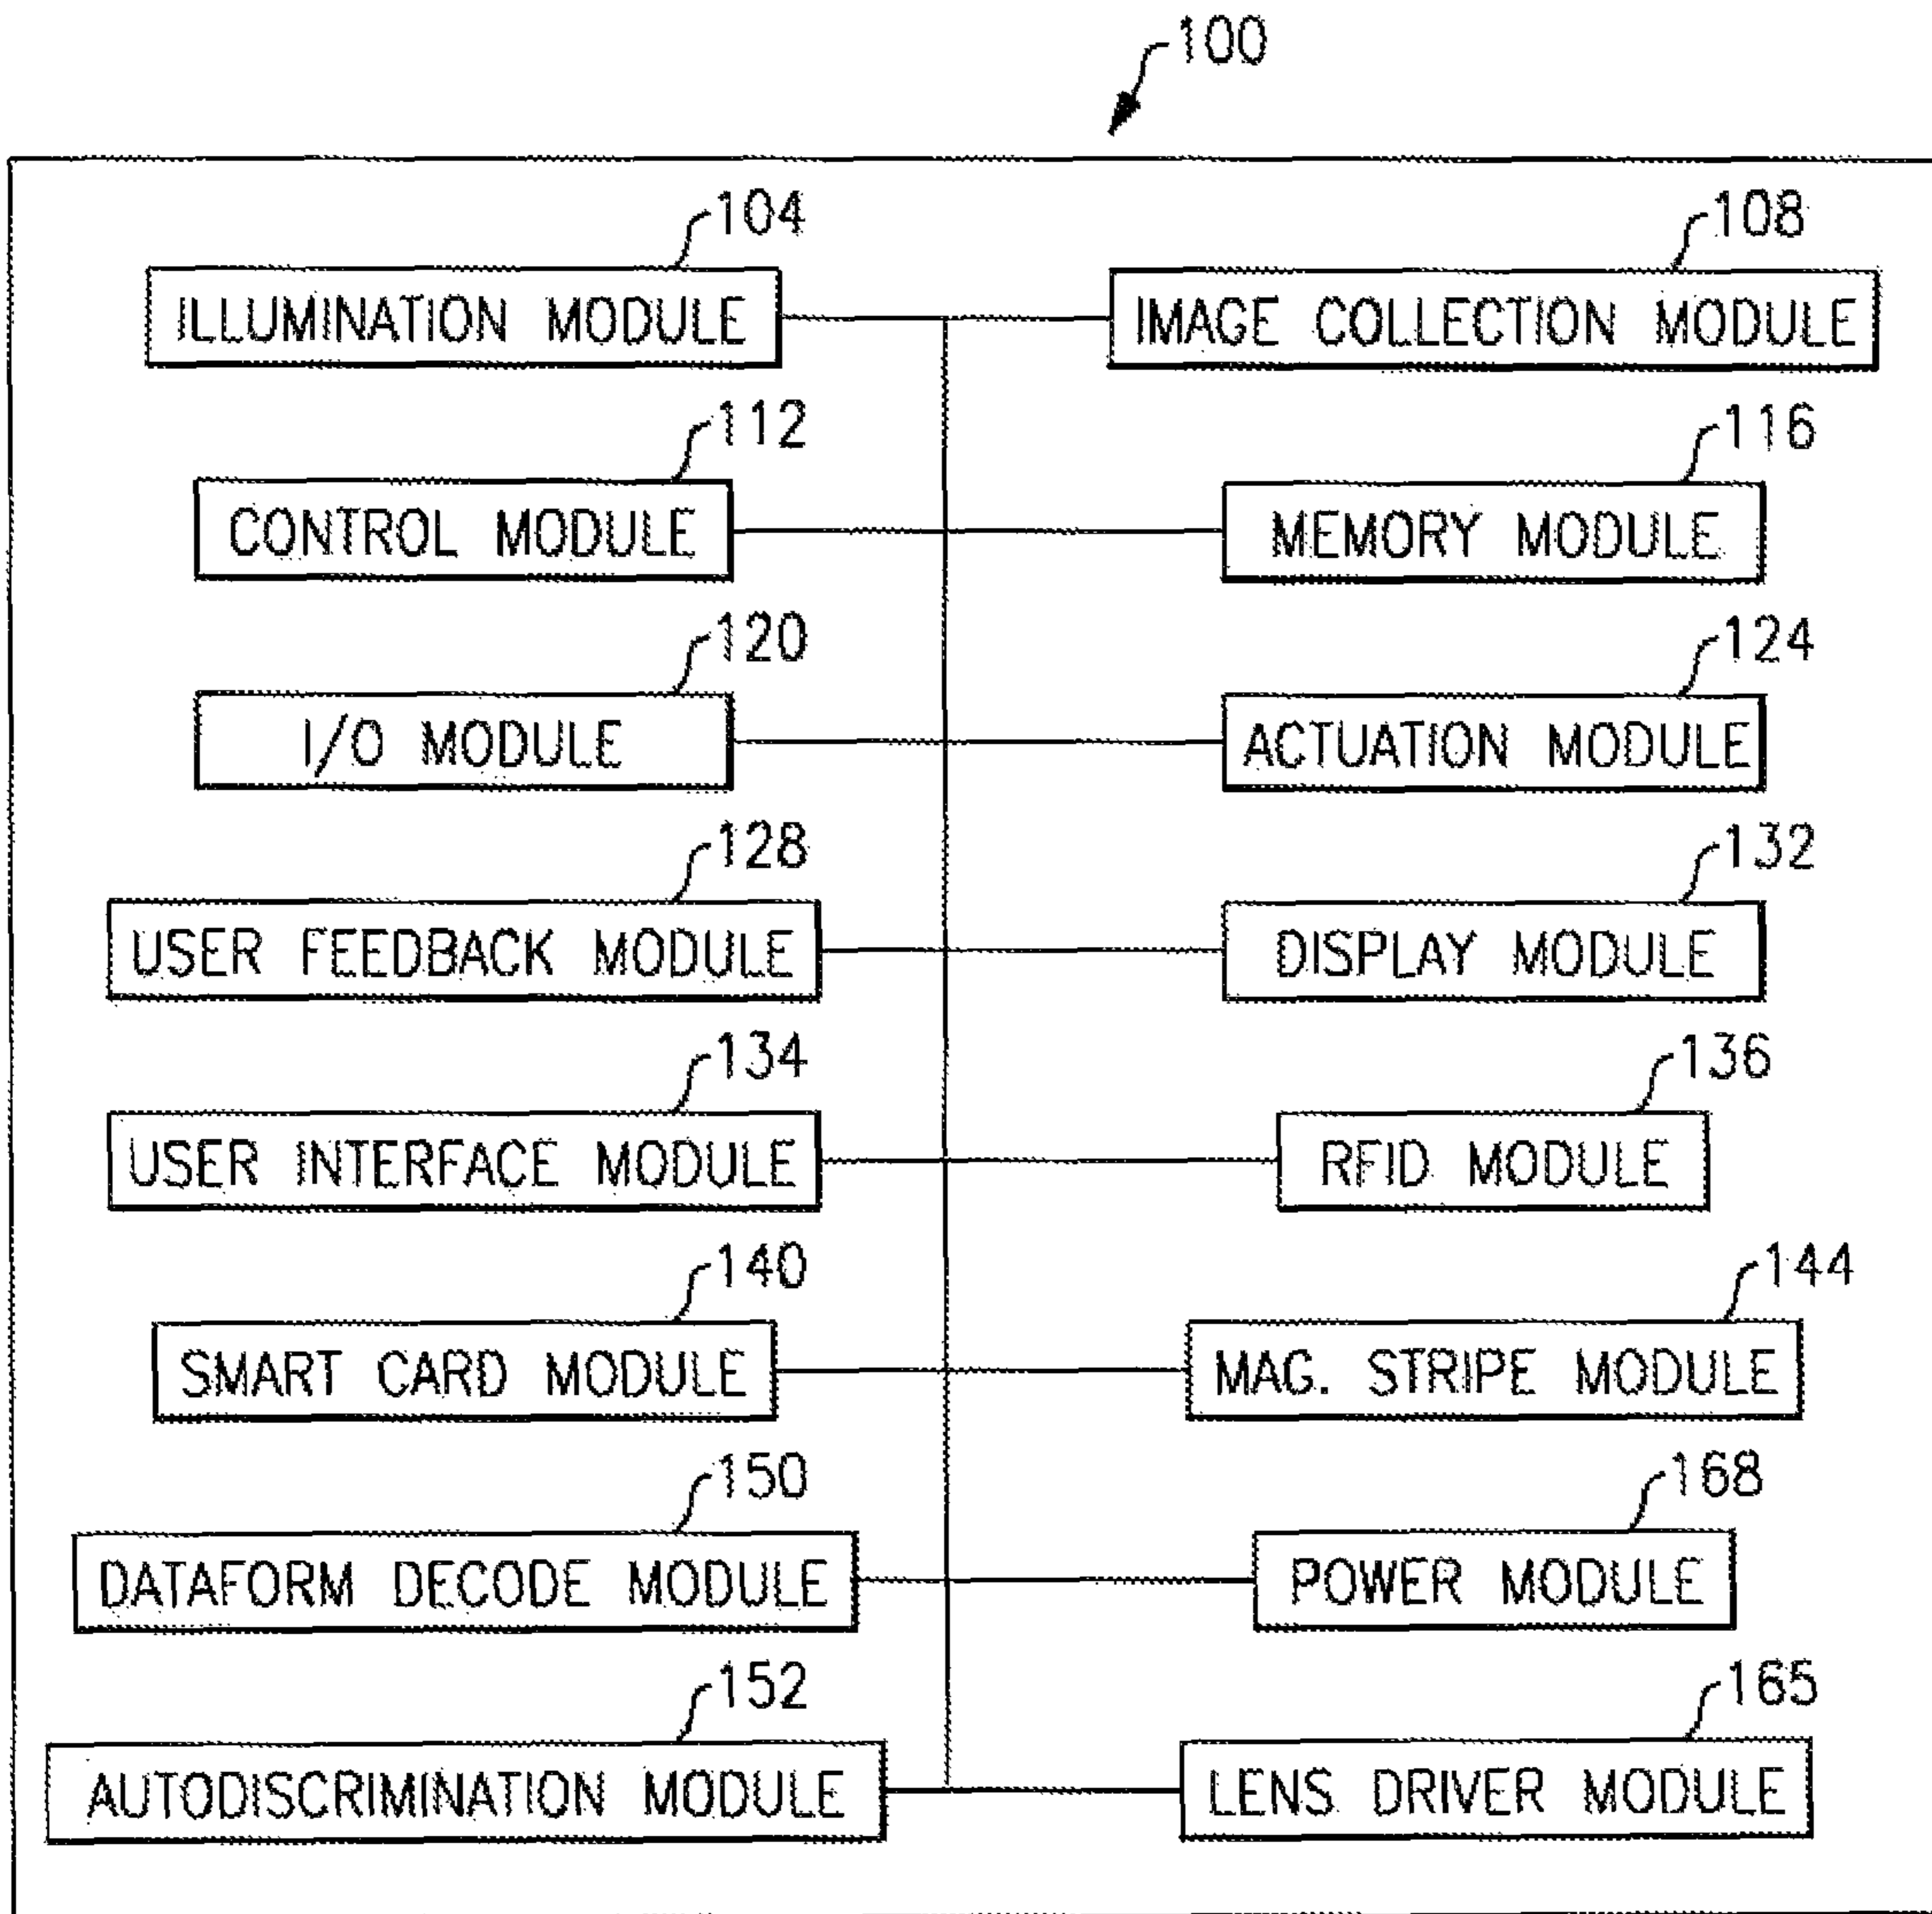 100
104 108
ILLUMINATION MODULE IMAGE COLLECTION MODULE
112 116
CONTROL MODULE MEMORY MODULE
120 124
I/O MODULE ACTUATION MODULE
128 132
USER FEEDBACK MODULE DISPLAY MODULE
134 136
USER INTERFACE MODULE RFID MODULE
140 144
SMART CARD MODULE MAG. STRIPE MODULE
150 168
DATAFORM DECODE MODULE POWER MODULE
152 165
AUTODISCRIMINATION MODULE LENS DRIVER MODULE